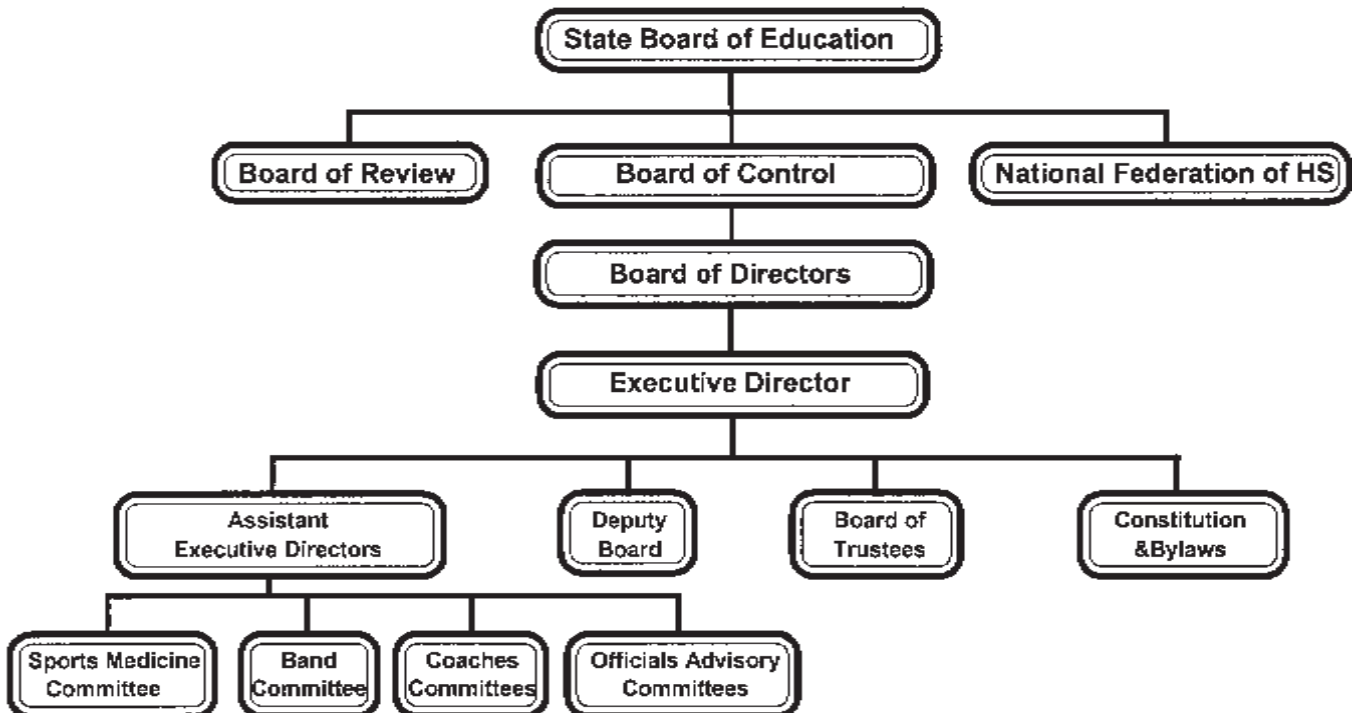 State Board of Education
Board of Review
Board of Control
National Federation of HS
Board of Directors
Executive Director
Assistant
Executive Directors
Deputy
Board
Board of
Trustees
Constitution
&Bylaws
Sports Medicine
Committee
Band
Committee
Coaches
Committees
Officials Advisory
Committees